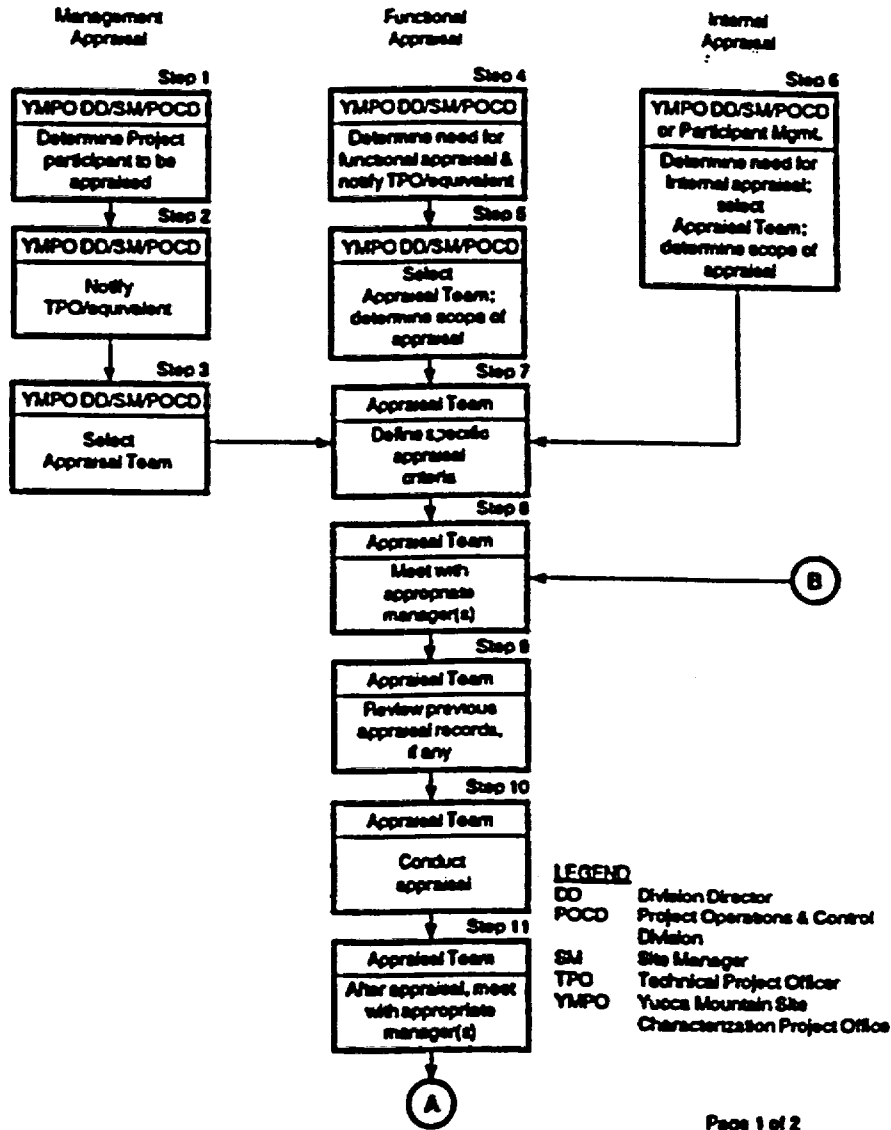 Management
Appraisal
Functional
Appraisal
Internal
Appraisal
Step 1
YMPO DD/SM/POCD
Determine Project
participant to be
appraised
Step 2
YMPO DD/SM/POCD
Notify
TPO/equivalent
Step 3
YMPO DD/SM/POCD
Select
Appraisal Team
Step 4
YMPO DD/SM/POCD
Determine need for
functional appraisal &
notify TPO/equivalent
Step 5
YMPO DD/SM/POCD
Select
Appraisal Team;
determine scope of
appraisal
Step 6
YMPO DD/SM/POCD
or Participant Mgmt.
Determine need for
Internal appraisal;
select
Appraisal Team;
determine scope of
appraisal
Step 7
Appraisal Team
Define specific
appraisal
criteria
Step 8
Appraisal Team
Meet with
appropriate
manager(s)
B
Step 9
Appraisal Team
Review previous
appraisal records,
if any
Step 10
Appraisal Team
Conduct
appraisal
Step 11
Appraisal Team
After appraisal, meet
with appropriate
manager(s)
A
LEGEND
DD Division Director
POCD Project Operations & Control
Division
SM Site Manager
TPO Technical Project Officer
YMPO Yucca Mountain Site
Characterization Project Office
Page 1 of 2